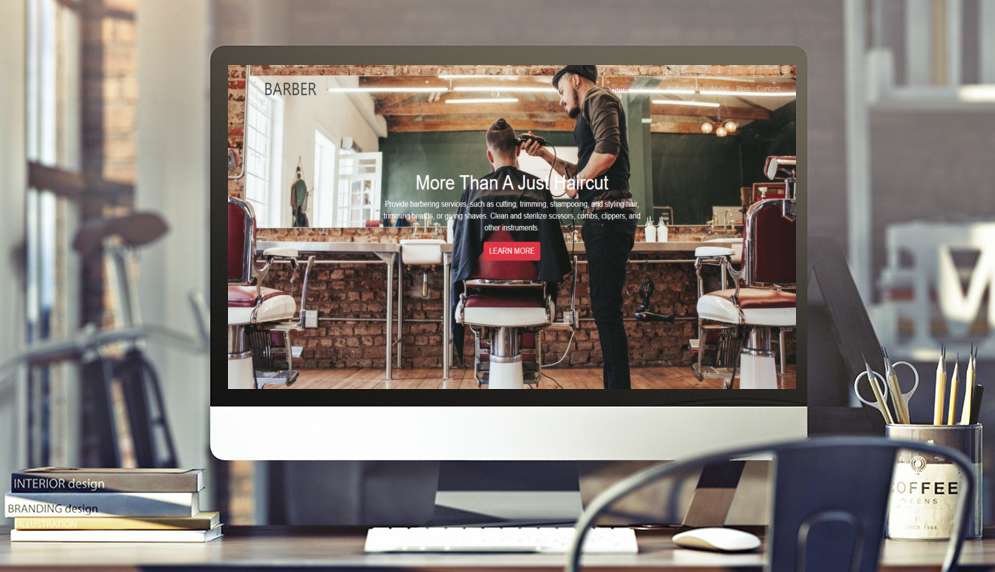 BARBER
Home
Blog
Contact
More Than A Just Haircut
Provide barbering services, such as cutting, trimming, shampooing, and styling hair,
trimming beards, or giving shaves. Clean and sterilize scissors, combs, clippers, and
other instruments.
LEARN MORE
INTERIOR design
BRANDING design
ILLUSTRATION
COFFEE